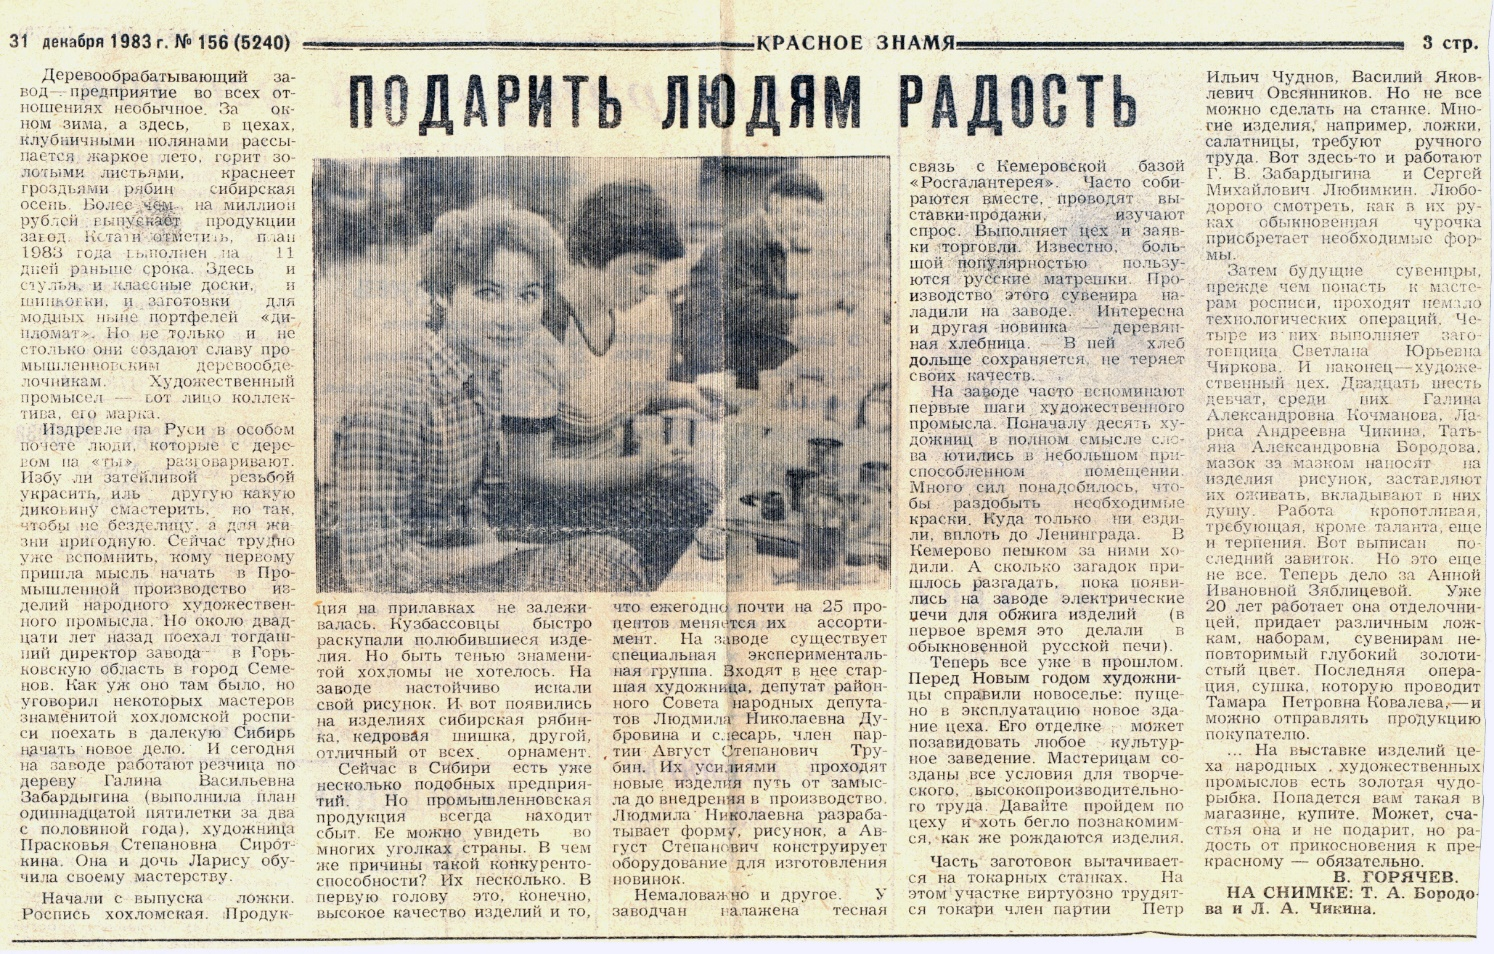 31 декабря 1983 г. № 156 (5240)
КРАСНОЕ ЗНАМЯ
3 стр.
ПОДАРИТЬ ЛЮДЯМ РАДОСТЬ
Деревообрабатывающий за-
вод — предприятие во всех от-
ношениях необычное. За ок-
ном зима, а здесь, в цехах,
клубничными полянами рассы-
пается жаркое лето, горит зо-
лотыми листьями, краснеет
гроздьями рябин сибирская
осень. Более чем на миллион
рублей выпускает продукции
завод. Кстати отметить, план
1983 года выполнен на 11
дней раньше срока. Здесь и
стулья, и классные доски, и
шиньонки, и заготовки для
модных ныне портфелей «ди-
пломат». Но не только и не
столько они создают славу про-
мышленновским деревообде-
лочникам. Художественный
промысел — вот лицо коллек-
тива, его марка.
Издревле на Руси в особом
почете люди, которые с дере-
вом на «ты» разговаривают.
Избу ли затейливой резьбой
украсить, иль другую какую
диковину смастерить, но так,
чтобы не безделицу, а для жи-
зни пригодную. Сейчас трудно
уже вспомнить, кому первому
пришла мысль начать в Про-
мышленной производство из-
делий народного художествен-
ного промысла. Но около двад-
цати лет назад поехал тогдаш-
ний директор завода в Горь-
ковскую область в город Семе-
нов. Как уж оно там было, но
уговорил некоторых мастеров
знаменитой хохломской роспи-
си поехать в далекую Сибирь
начать новое дело. И сегодня
на заводе работают резчица по
дереву Галина Васильевна
Забардыгина (выполнила план
одиннадцатой пятилетки за два
с половиной года), художница
Прасковья Степановна Сирот-
кина. Она и дочь Ларису обу-
чила своему мастерству.
Начали с выпуска ложки.
Роспись хохломская. Продук-
ция на прилавках не залежи-
валась. Кузбассовцы быстро
раскупали полюбившиеся изде-
лия. Но быть тенью знамени-
той хохломы не хотелось. На
заводе настойчиво искали
свой рисунок. И вот появились
на изделиях сибирская рябин-
ка, кедровая шишка, другой,
отличный от всех орнамент.
Сейчас в Сибири есть уже
несколько подобных предприя-
тий. Но промышленновская
продукция всегда находит
сбыт. Ее можно увидеть во
многих уголках страны. В чем
же причины такой конкуренто-
способности? Их несколько. В
первую голову это, конечно,
высокое качество изделий и то,
что ежегодно почти на 25 про-
центов меняется их ассорти-
мент. На заводе существует
специальная эксперименталь-
ная группа. Входят в нее стар-
шая художница, депутат район-
ного Совета народных депута-
тов Людмила Николаевна Ду-
бровина и слесарь, член пар-
тии Август Степанович Тру-
бин. Их усилиями проходят
новые изделия путь от замыс-
ла до внедрения в производство.
Людмила Николаевна разраба-
тывает форму, рисунок, а Ав-
густ Степанович конструирует
оборудование для изготовления
новинок.
Немаловажно и другое. У
заводчан налажена тесная
связь с Кемеровской базой
«Росгалантерея». Часто соби-
раются вместе, проводят вы-
ставки-продажи, изучают
спрос. Выполняет цех и заяв-
ки торговли. Известно, боль-
шой популярностью пользу-
ются русские матрешки. Про-
изводство этого сувенира на-
ладили на заводе. Интересна
и другая новинка — деревян-
ная хлебница. В ней хлеб
дольше сохраняется, не теряет
своих качеств.
На заводе часто вспоминают
первые шаги художественного
промысла. Поначалу десять ху-
дожниц в полном смысле сло-
ва ютились в небольшом при-
способленном помещении.
Много сил понадобилось, что-
бы раздобыть необходимые
краски. Куда только ни езди-
ли, вплоть до Ленинграда. В
Кемерово пешком за ними хо-
дили. А сколько загадок при-
шлось разгадать, пока появи-
лись на заводе электрические
печи для обжига изделий (в
первое время это делали в
обыкновенной русской печи).
Теперь все уже в прошлом.
Перед Новым годом художни-
цы справили новоселье: пуще-
но в эксплуатацию новое зда-
ние цеха. Его отделке может
позавидовать любое культур-
ное заведение. Мастерицам со-
зданы все условия для творче-
ского, высокопроизводительно-
го труда. Давайте пройдем по
цеху и хоть бегло познакомим-
ся, как же рождаются изделия.
Часть заготовок вытачивает-
ся на токарных станках. На
этом участке виртуозно трудят-
ся токари член партии Петр
Ильич Чуднов, Василий Яков-
левич Овсянников. Но не все
можно сделать на станке. Мно-
гие изделия, например, ложки,
салатницы, требуют ручного
труда. Вот здесь-то и работают
Г. В. Забардыгина и Сергей
Михайлович Любимкин. Любо-
дорого смотреть, как в их ру-
ках обыкновенная чурочка
приобретает необходимые фор-
мы.
Затем будущие сувениры,
прежде чем попасть к масте-
рам росписи, проходят немало
технологических операций. Че-
тыре из них выполняет заго-
товщица Светлана Юрьевна
Чиркова. И наконец — художе-
ственный цех. Двадцать шесть
девчат, среди них Галина
Александровна Кочманова, Ла-
риса Андреевна Чикина, Тать-
яна Александровна Бородова,
мазок за мазком наносят на
изделия рисунок, заставляют
их оживать, вкладывают в них
душу. Работа кропотливая,
требующая, кроме таланта, еще
и терпения. Вот выписан по-
следний завиток. Но это еще
не все. Теперь дело за Анной
Ивановной Зяблицевой. Уже
20 лет работает она отделочни-
цей, придает различным лож-
кам, наборам, сувенирам не-
повторимый глубокий золоти-
стый цвет. Последняя опера-
ция, сушка, которую проводит
Тамара Петровна Ковалева, — и
можно отправлять продукцию
покупателю.
... На выставке изделий це-
ха народных художественных
промыслов есть золотая чудо-
рыбка. Попадется вам такая в
магазине, купите. Может, сча-
стья она и не подарит, но ра-
дость от прикосновения к пре-
красному — обязательно.
В. ГОРЯЧЕВ.
НА СНИМКЕ: Т. А. Бородо-
ва и Л. А. Чикина.